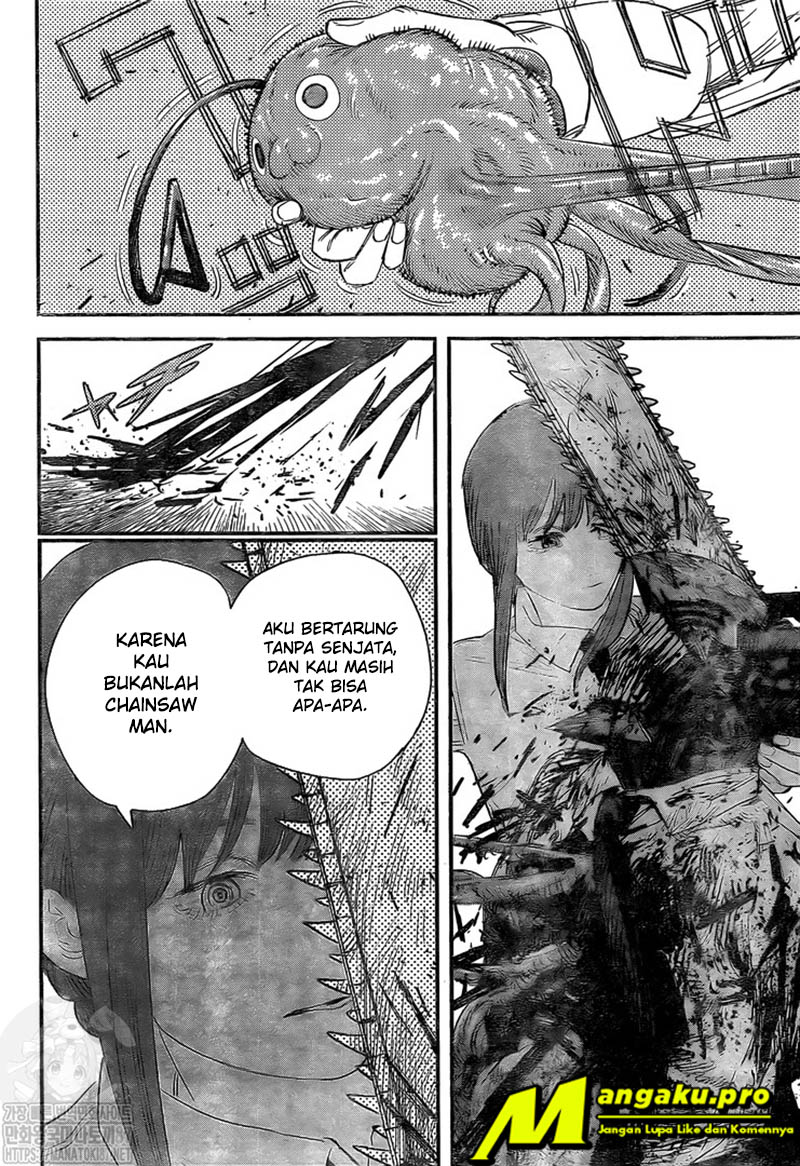 AKU BERTARUNG
TANPA SENJATA,
DAN KAU MASIH
TAK BISA
APA-APA.
KARENA
KAU
BUKANLAH
CHAINSAW
MAN.
Mangaku.pro
Jangan Lupa Like dan Komennya